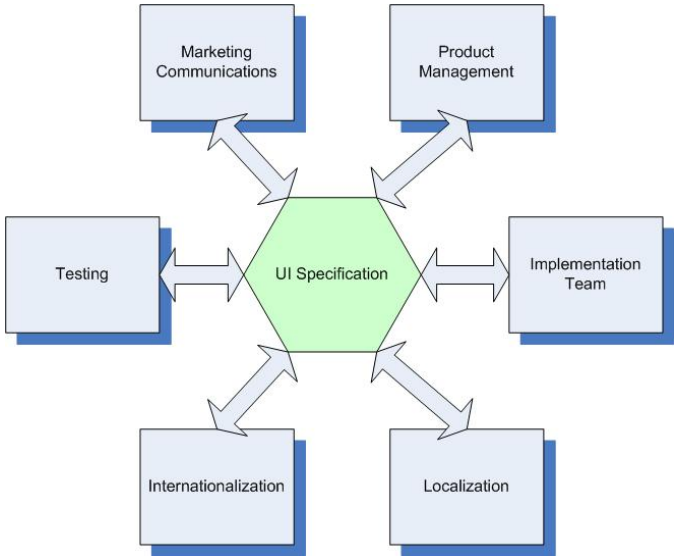 Marketing
Communications
Product
Management
Testing
UI Specification
Implementation
Team
Internationalization
Localization